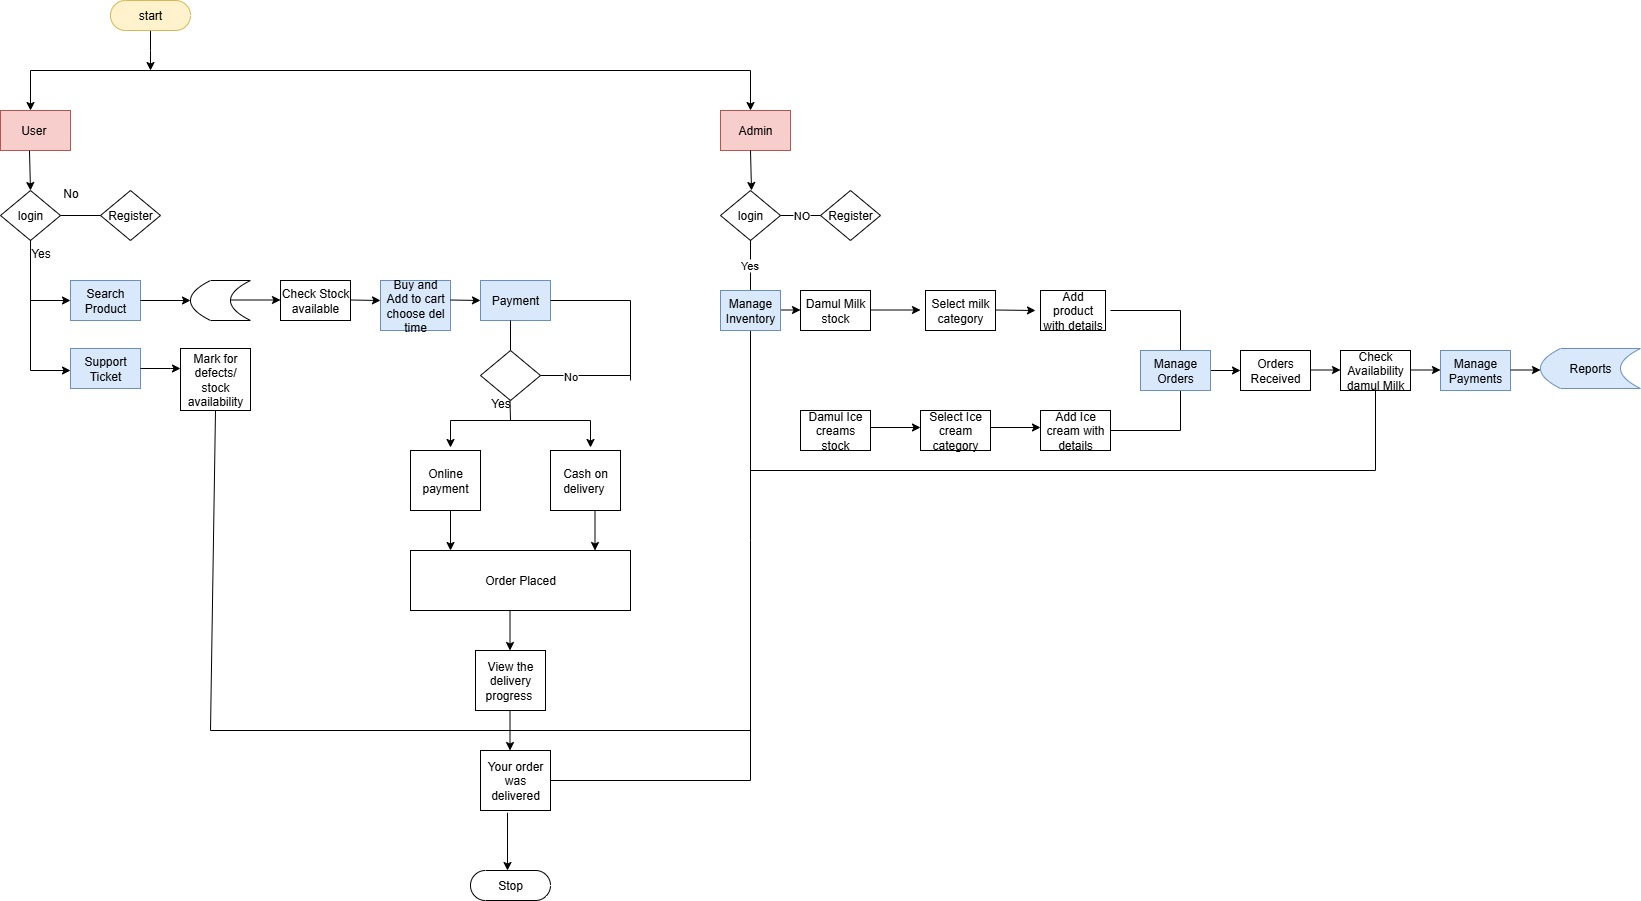 start
User
Admin
login
No
Register
Yes
login
NO
Register
Yes
Search
Product
Check Stock
available
Buy and
Add to cart
choose del
time
Payment
Support
Ticket
Mark for
defects/
stock
availability
No
Yes
Online
payment
Cash on
delivery
Order Placed
View the
delivery
progress
Your order
was
delivered
Stop
Manage
Inventory
Damul Milk
stock
Select milk
category
Add
product
with details
Damul Ice
creams
stock
Select Ice
cream
category
Add Ice
cream with
details
Manage
Orders
Orders
Received
Check
Availability
damul Milk
Manage
Payments
Reports